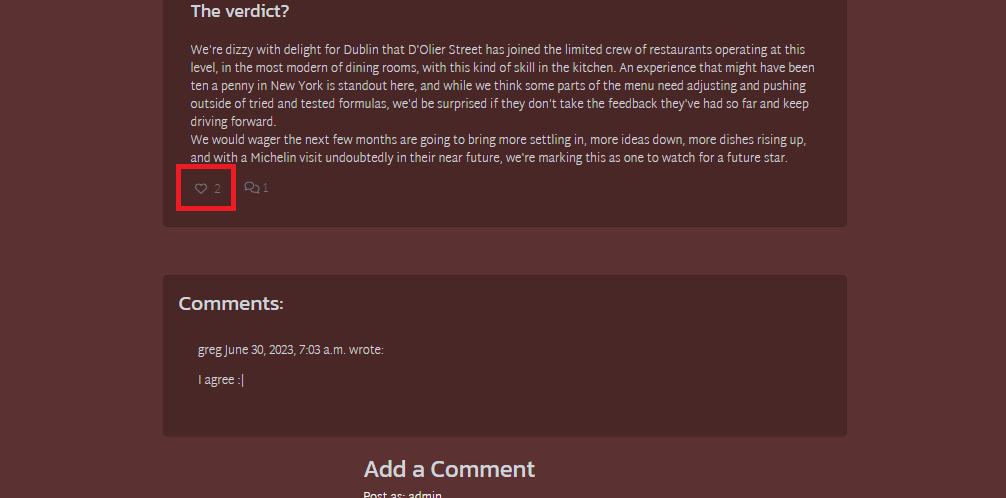 The verdict?
We're dizzy with delight for Dublin that D'Olier Street has joined the limited crew of restaurants operating at this
level, in the most modern of dining rooms, with this kind of skill in the kitchen. An experience that might have been
ten a penny in New York is standout here, and while we think some parts of the menu need adjusting and pushing
outside of tried and tested formulas, we'd be surprised if they don't take the feedback they've had so far and keep
driving forward.
We would wager the next few months are going to bring more settling in, more ideas down, more dishes rising up,
and with a Michelin visit undoubtedly in their near future, we're marking this as one to watch for a future star.
2 1
Comments:
greg June 30, 2023, 7:03 a.m. wrote:
I agree :|
Add a Comment
Post as: admin